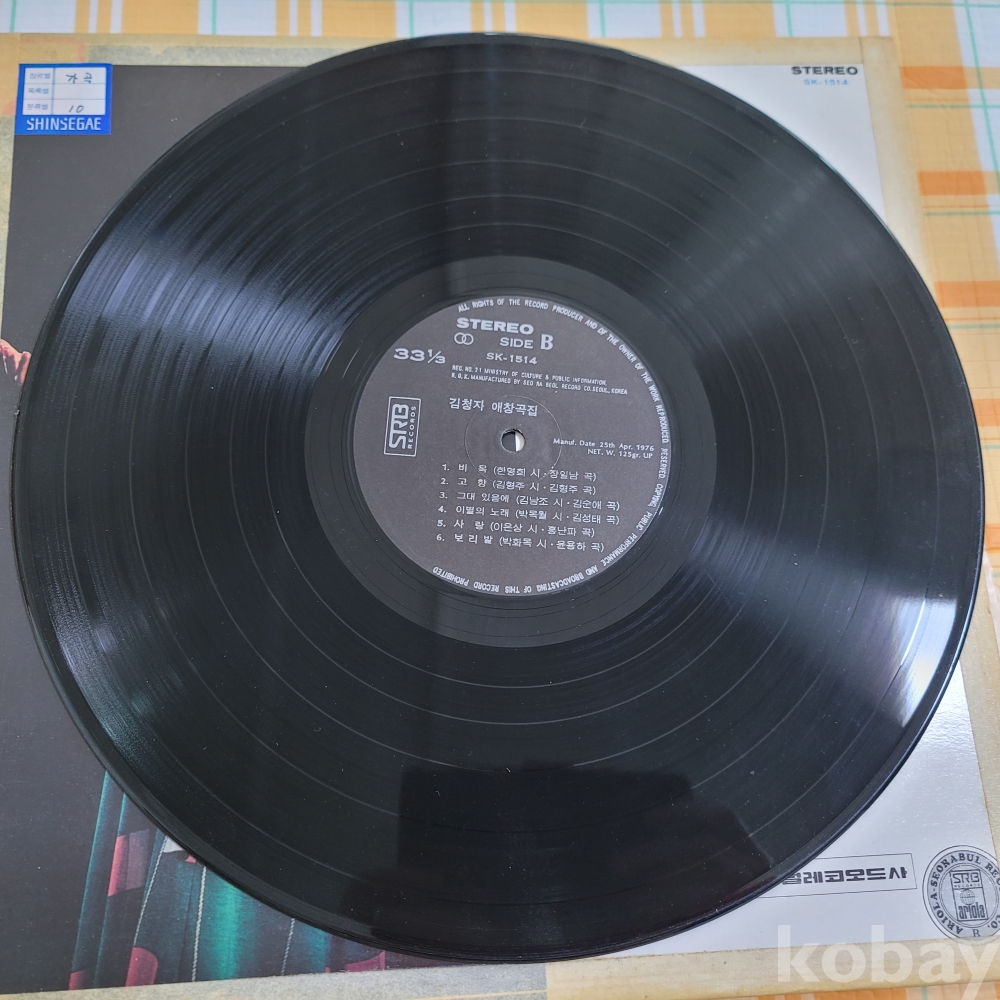 가곡
10
SHINSEGAE
STEREO
SK-1514
ALL RIGHTS OF THE RECORD PRODUCER AND OF THE OWNER OF THE WORK REPRODUCED RESERVED COPYING, PUBLIC PERFORMANCE AND BROADCASTING OF THIS RECORD PROHIBITED
STEREO
SIDE B
33⅓
SK-1514
REG. NO. 21 MINISTRY OF CULTURE & PUBLIC INFORMATION.
R.O.K. MANUFACTURED BY SEO RA BEOL RECORD CO. SEOUL, KOREA
SRB
RECORDS
김청자 애창곡집
Manuf. Date 25th Apr. 1976
NET. W. 125gr. UP
1. 비 목 (한명희 시·장일남 곡)
2. 고 향 (김형주 시·김형주 곡)
3. 그대 있음에 (김남조 시·김순애 곡)
4. 이별의 노래 (박목월 시·김성태 곡)
5. 사 랑 (이은상 시·홍난파 곡)
6. 보리밭 (박화목 시·윤용하 곡)
레코오드사
ARIOLA-SEORABUL REC
CO.
SRB
RECORDS
ariola
R
kobay